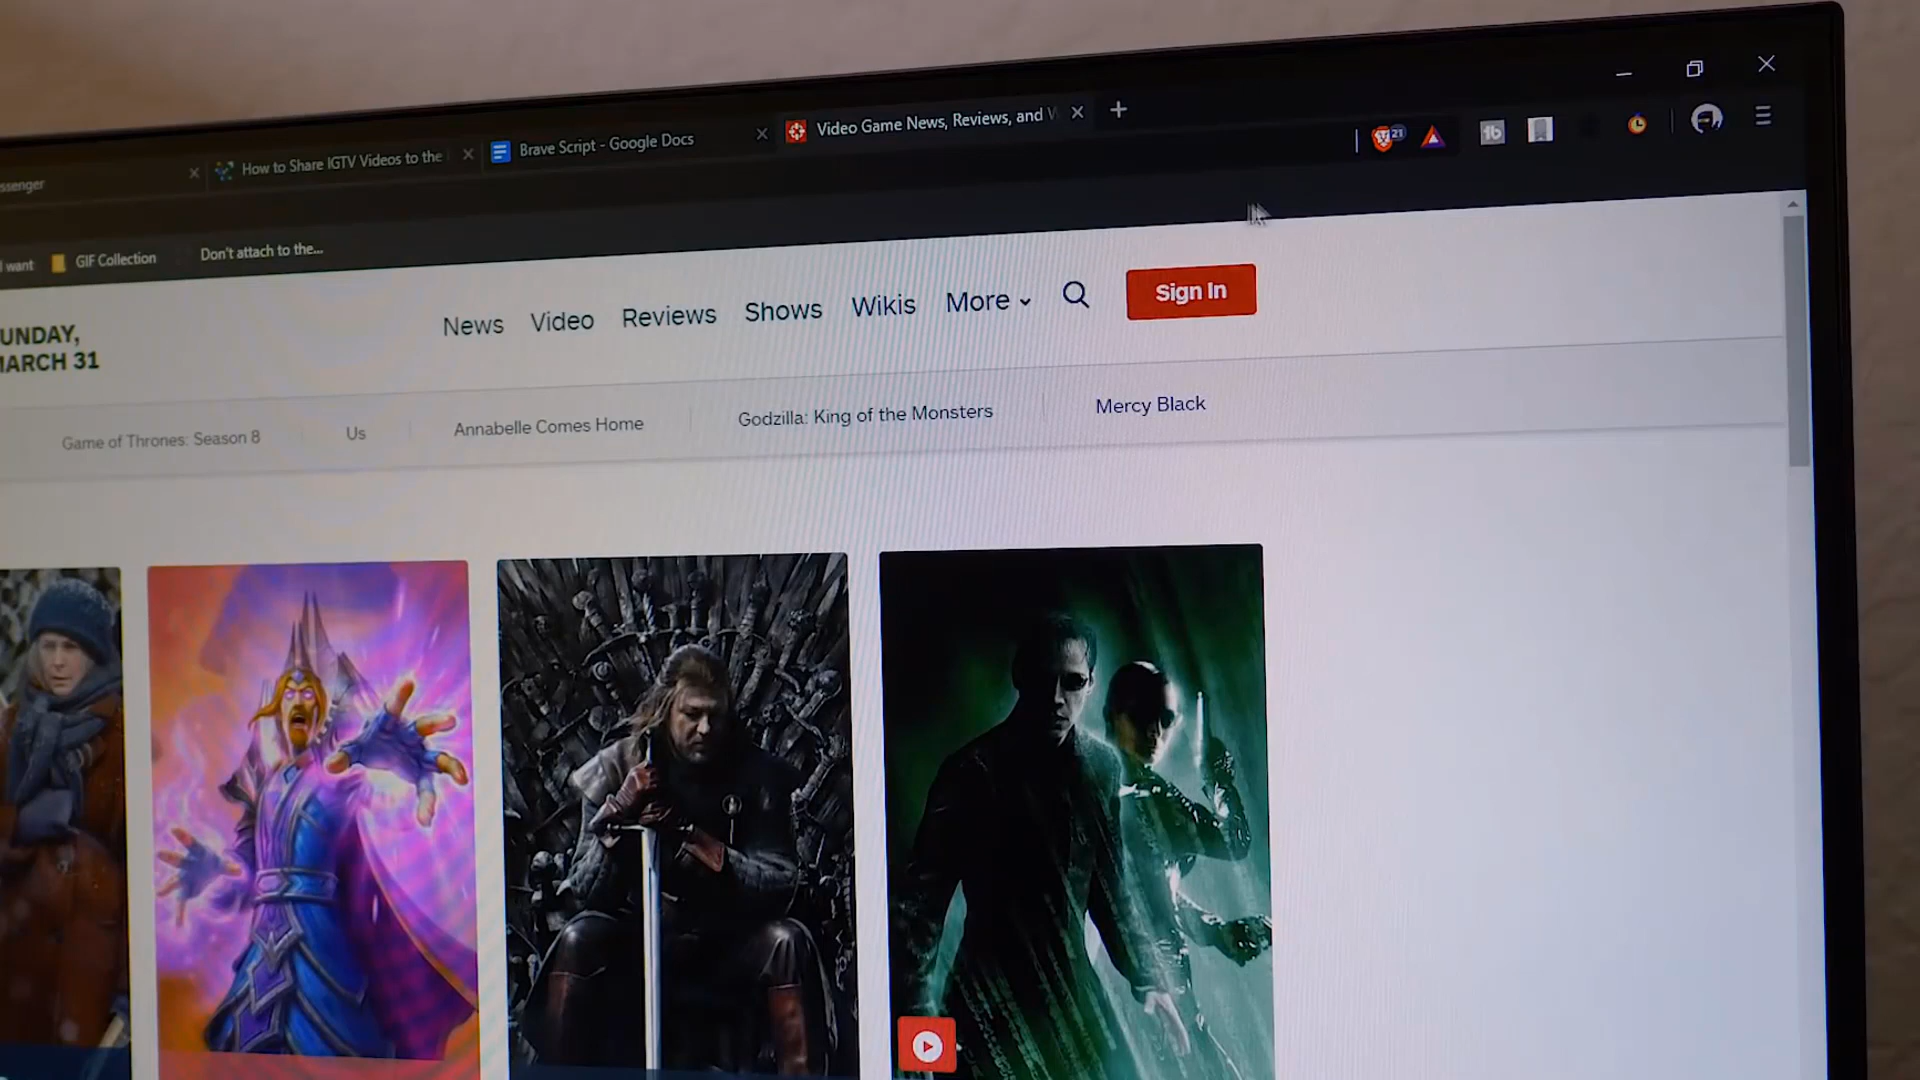 ssenger
How to Share IGTV Videos to the
Brave Script - Google Docs
Video Game News, Reviews, and
21
I want
GIF Collection
Don't attach to the...
UNDAY,
MARCH 31
News
Video
Reviews
Shows
Wikis
More
Sign In
Game of Thrones: Season 8
Us
Annabelle Comes Home
Godzilla: King of the Monsters
Mercy Black